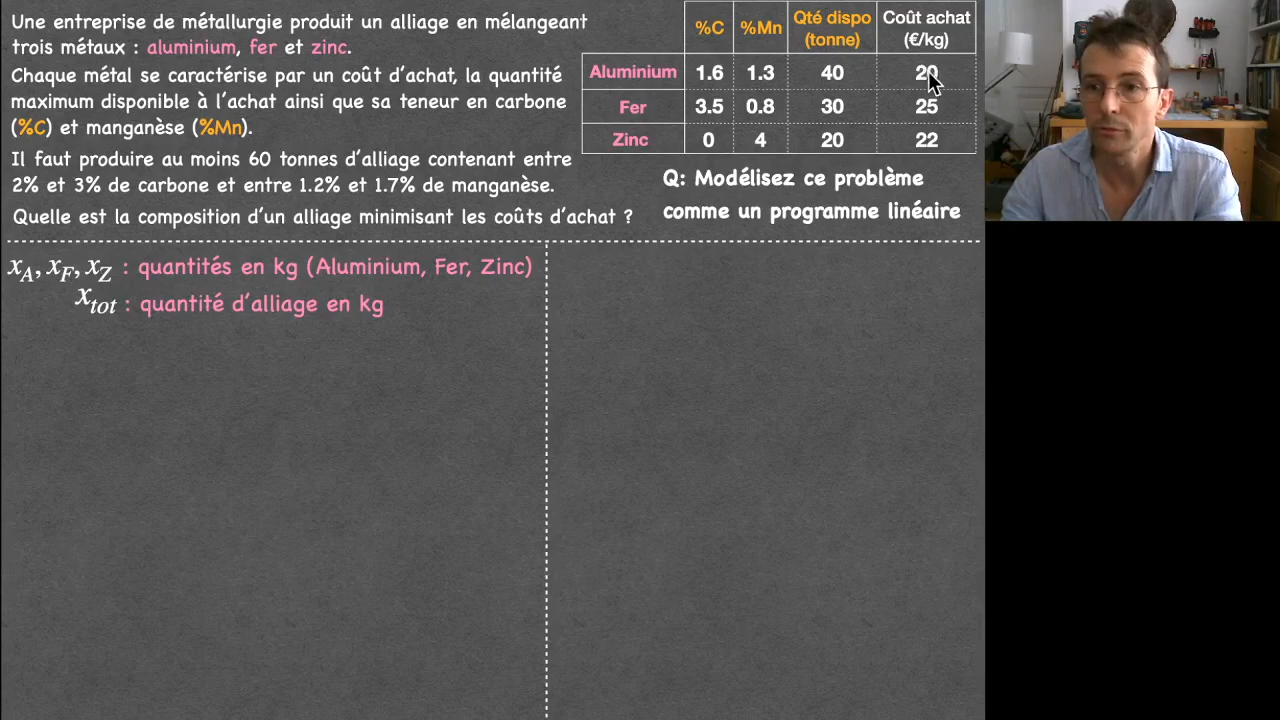 Une entreprise de métallurgie produit un alliage en mélangeant
trois métaux : aluminium, fer et zinc.
Chaque métal se caractérise par un coût d'achat, la quantité
maximum disponible à l'achat ainsi que sa teneur en carbone
(%C) et manganèse (%Mn).
Il faut produire au moins 60 tonnes d'alliage contenant entre
2% et 3% de carbone et entre 1.2% et 1.7% de manganèse.
Quelle est la composition d'un alliage minimisant les coûts d'achat ?
%C %Mn Qté dispo (tonne) Coût achat (€/kg)
Aluminium 1.6 1.3 40 20
Fer 3.5 0.8 30 25
Zinc 0 4 20 22
Q: Modélisez ce problème
comme un programme linéaire
x_A, x_F, x_Z : quantités en kg (Aluminium, Fer, Zinc)
x_tot : quantité d'alliage en kg